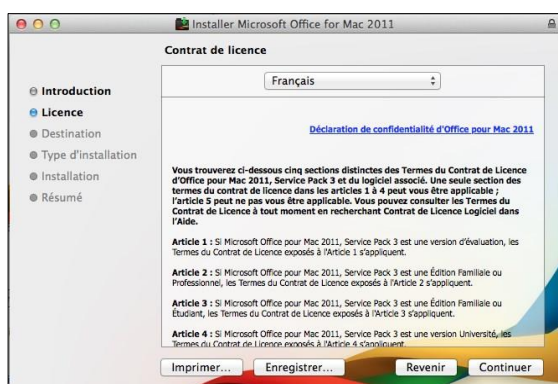 Installer Microsoft Office for Mac 2011
Contrat de licence
Introduction
Licence
Destination
Type d'installation
Installation
Résumé
Français
Déclaration de confidentialité d'Office pour Mac 2011
Vous trouverez ci-dessous cinq sections distinctes des Termes du Contrat de Licence
d'Office pour Mac 2011, Service Pack 3 et du logiciel associé. Une seule section des
termes du contrat de licence dans les articles 1 à 4 peut vous être applicable ;
l'article 5 peut ne pas vous être applicable. Vous pouvez consulter les Termes du
Contrat de Licence à tout moment en recherchant Contrat de Licence Logiciel dans
l'Aide.
Article 1 : Si Microsoft Office pour Mac 2011, Service Pack 3 est une version d'évaluation, les
Termes du Contrat de Licence exposés à l'Article 1 s'appliquent.
Article 2 : Si Microsoft Office pour Mac 2011, Service Pack 3 est une Édition Familiale ou
Professionnel, les Termes du Contrat de Licence exposés à l'Article 2 s'appliquent.
Article 3 : Si Microsoft Office pour Mac 2011, Service Pack 3 est une Édition Familiale ou
Étudiant, les Termes du Contrat de Licence exposés à l'Article 3 s'appliquent.
Article 4 : Si Microsoft Office pour Mac 2011, Service Pack 3 est une version Université, les
Termes du Contrat de Licence exposés à l'Article 4 s'appliquent.
Imprimer... Enregistrer... Revenir Continuer